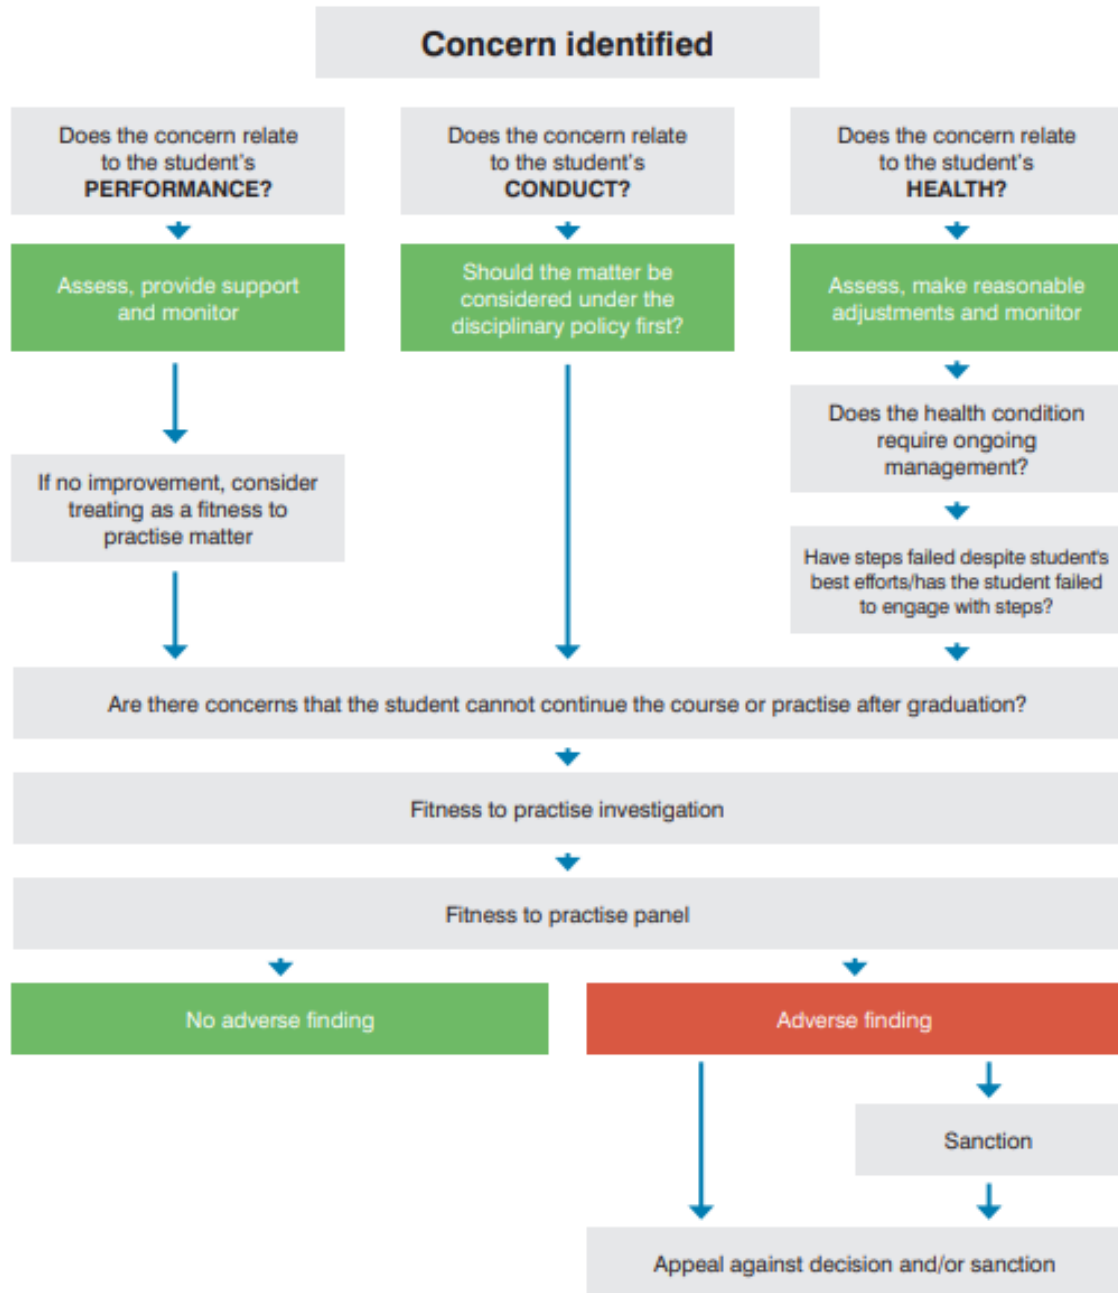 Concern identified
Does the concern relate
to the student's
PERFORMANCE?
Does the concern relate
to the student's
CONDUCT?
Does the concern relate
to the student's
HEALTH?
Assess, provide support
and monitor
Should the matter be
considered under the
disciplinary policy first?
Assess, make reasonable
adjustments and monitor
If no improvement, consider
treating as a fitness to
practise matter
Does the health condition
require ongoing
management?
Have steps failed despite student's
best efforts/has the student failed
to engage with steps?
Are there concerns that the student cannot continue the course or practise after graduation?
Fitness to practise investigation
Fitness to practise panel
No adverse finding
Adverse finding
Sanction
Appeal against decision and/or sanction